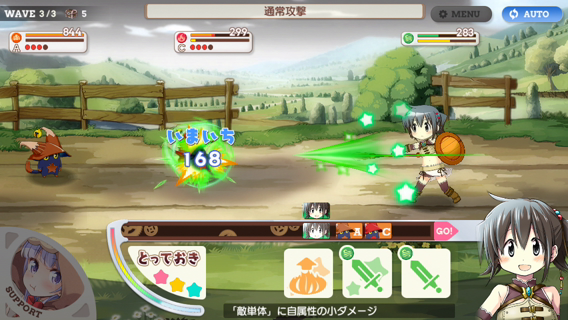 WAVE 3/3 5
通常攻撃
MENU
AUTO
844
A
299
C
283
いまいち
168
A C GO!
とっておき
SUPPORT
「敵単体」に自属性の小ダメージ